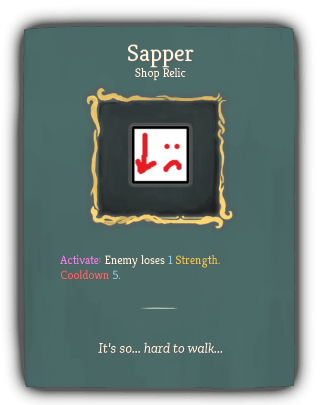 Sapper
Shop Relic
Activate: Enemy loses 1 Strength.
Cooldown 5.
It's so... hard to walk...